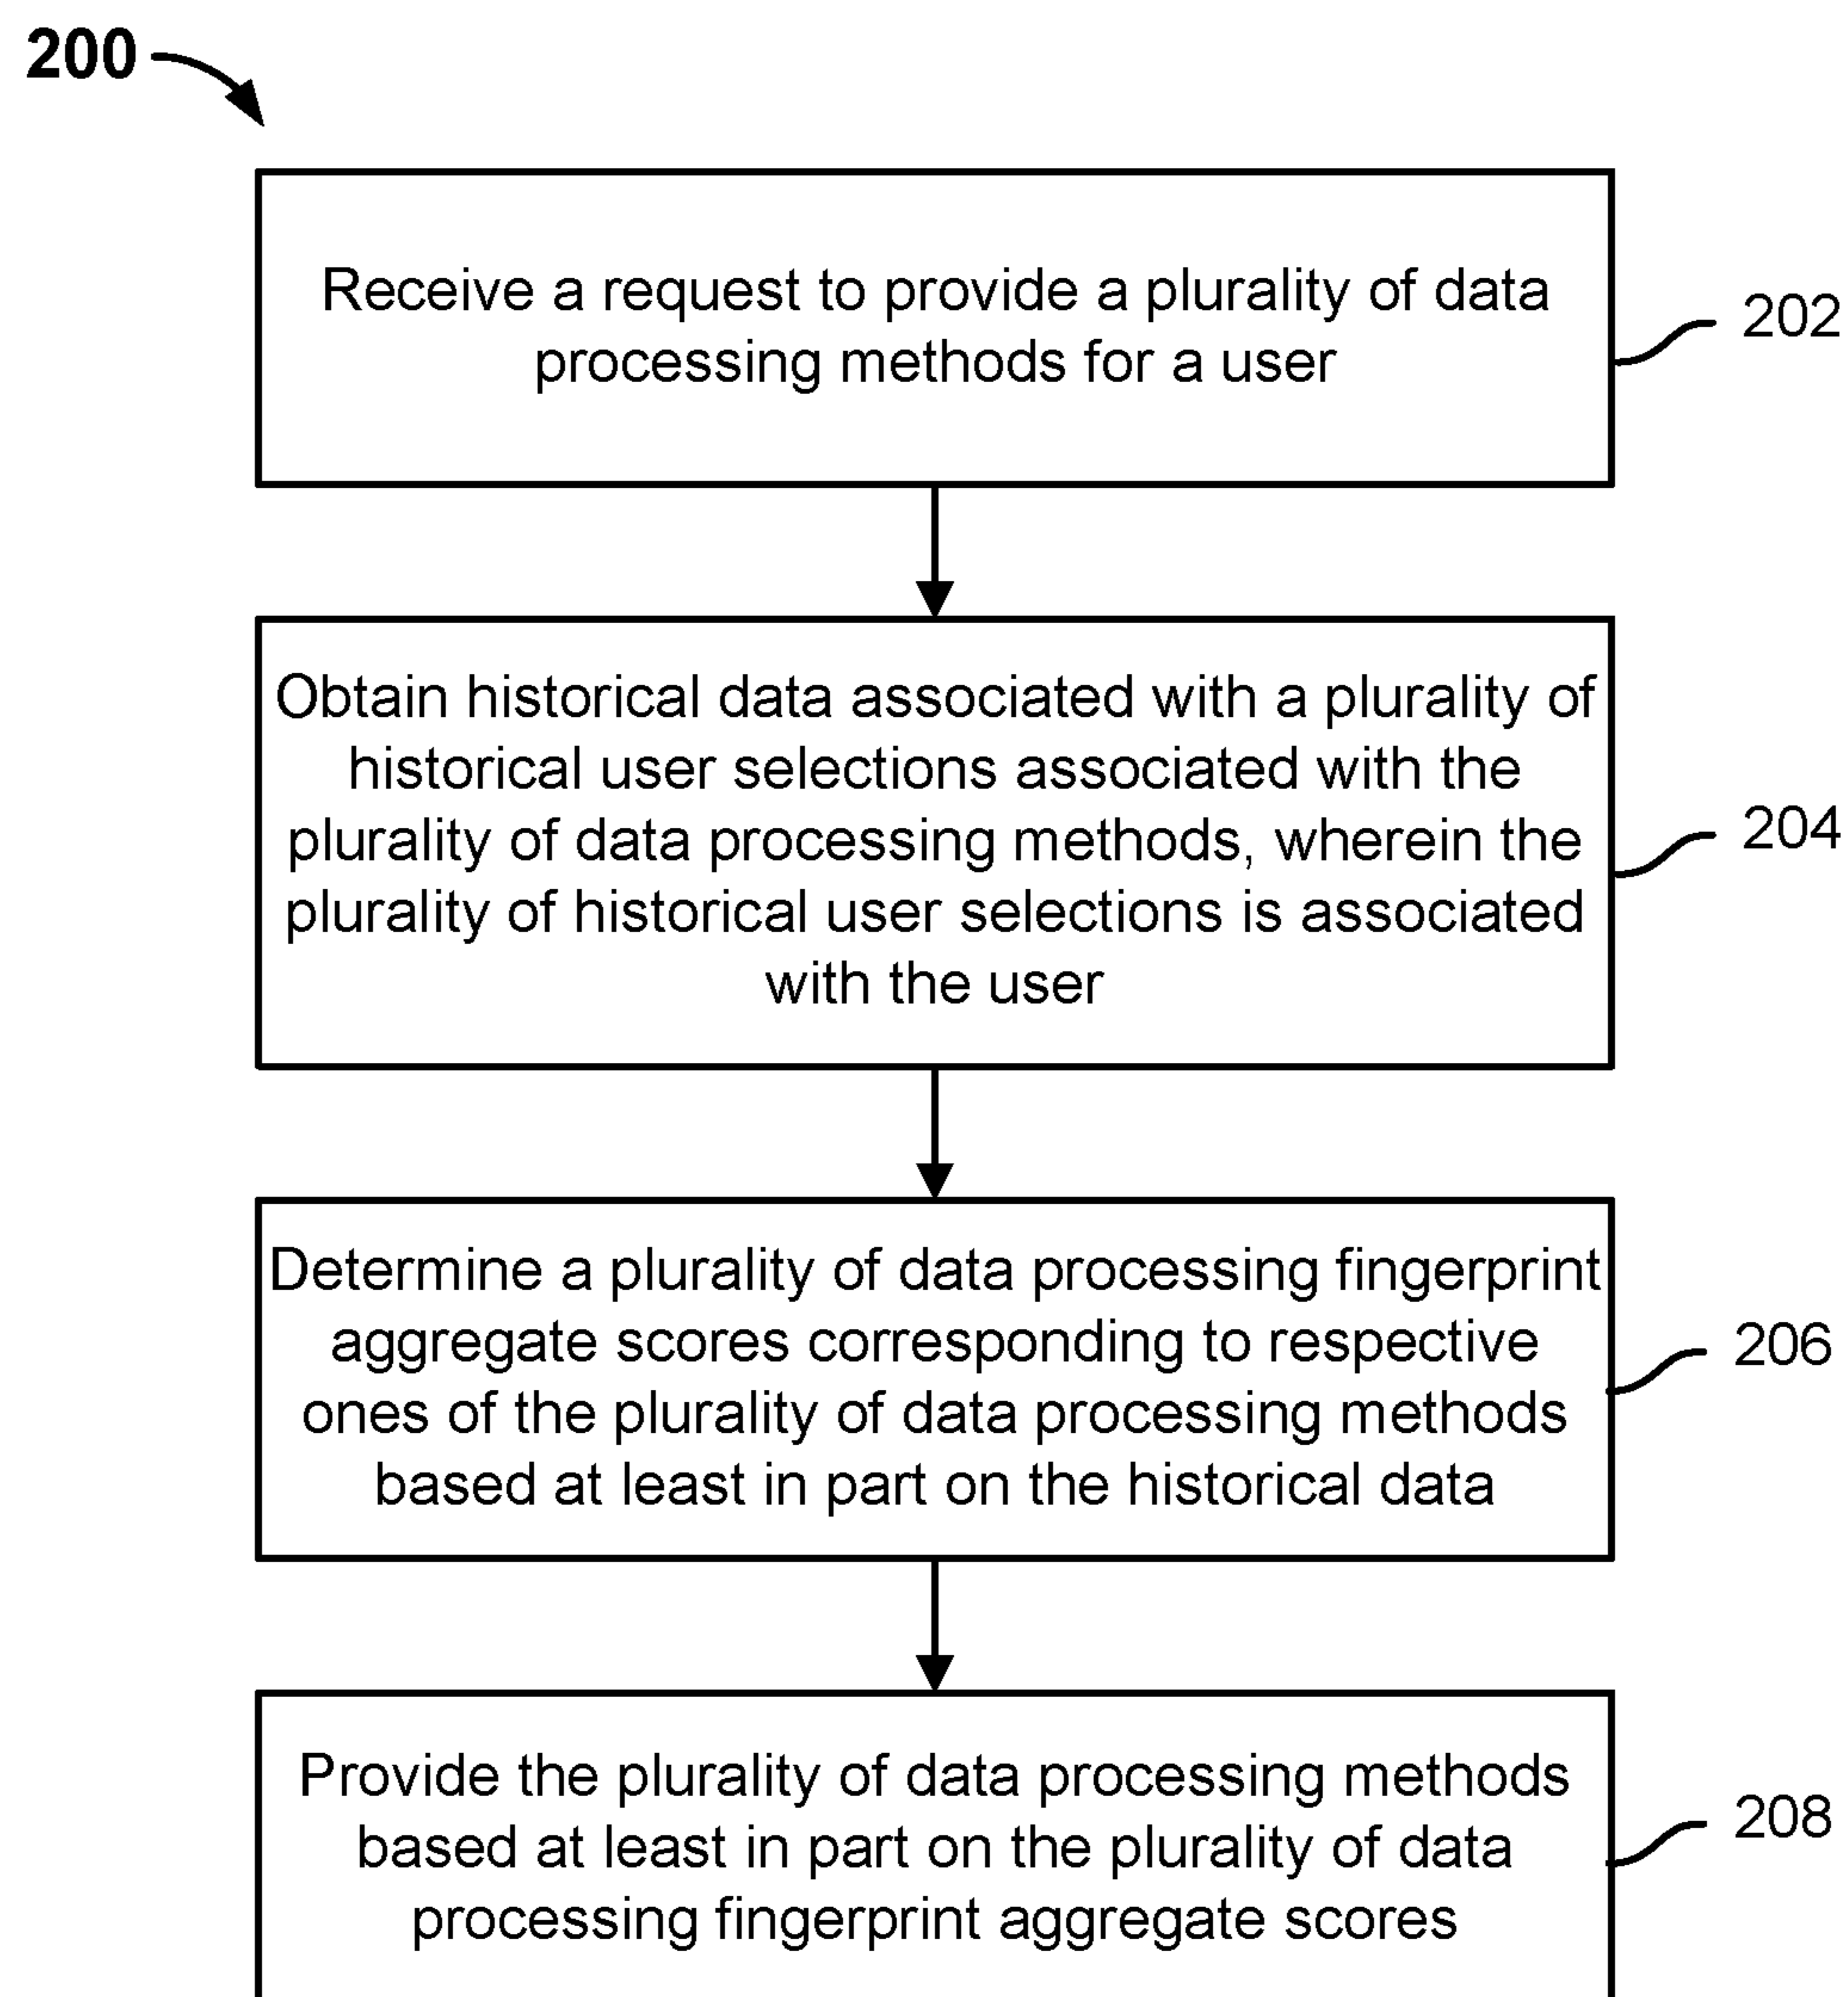 200
Receive a request to provide a plurality of data
processing methods for a user
202
Obtain historical data associated with a plurality of
historical user selections associated with the
plurality of data processing methods, wherein the
plurality of historical user selections is associated
with the user
204
Determine a plurality of data processing fingerprint
aggregate scores corresponding to respective
ones of the plurality of data processing methods
based at least in part on the historical data
206
Provide the plurality of data processing methods
based at least in part on the plurality of data
processing fingerprint aggregate scores
208